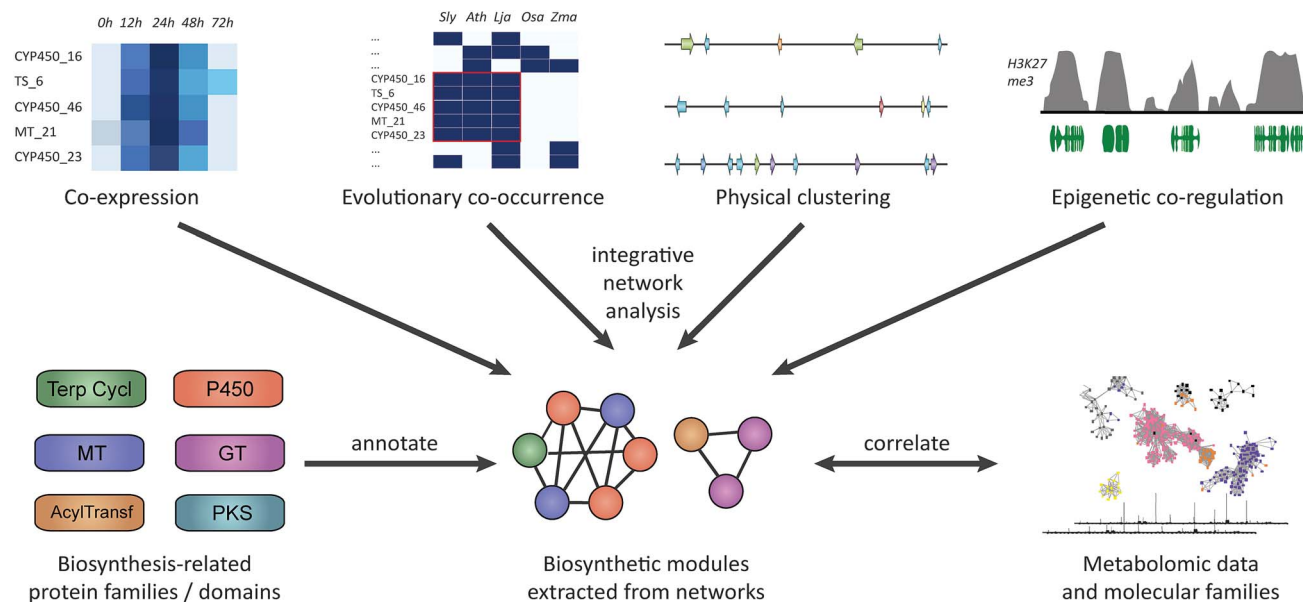 0h 12h 24h 48h 72h
CYP450_16
TS_6
CYP450_46
MT_21
CYP450_23
Co-expression
Sly Ath Lja Osa Zma
...
...
...
CYP450_16
TS_6
CYP450_46
MT_21
CYP450_23
...
...
Evolutionary co-occurrence
Physical clustering
H3K27
me3
Epigenetic co-regulation
integrative
network
analysis
Terp Cycl
P450
MT
GT
AcylTransf
PKS
Biosynthesis-related
protein families / domains
annotate
Biosynthetic modules
extracted from networks
correlate
Metabolomic data
and molecular families